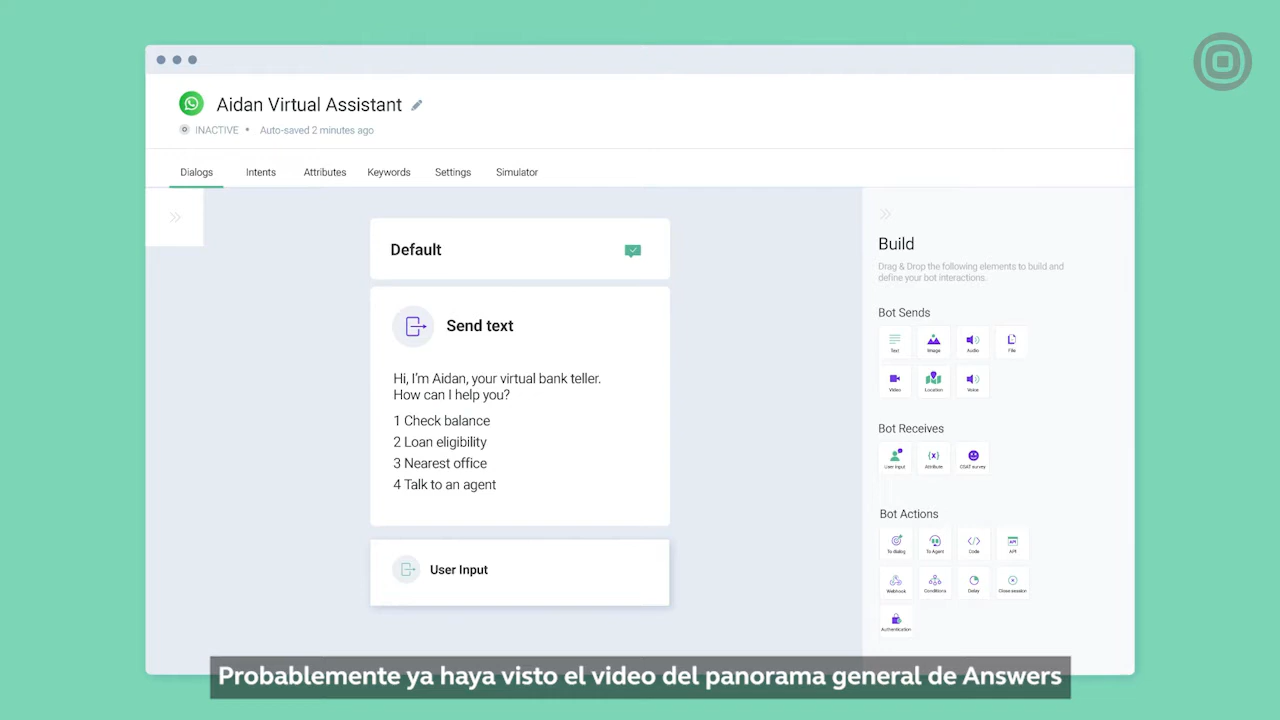 Aidan Virtual Assistant
INACTIVE • Auto-saved 2 minutes ago
Dialogs Intents Attributes Keywords Settings Simulator
Default
Send text
Hi, I'm Aidan, your virtual bank teller.
How can I help you?
1 Check balance
2 Loan eligibility
3 Nearest office
4 Talk to an agent
User Input
Build
Drag & Drop the following elements to build and
define your bot interactions.
Bot Sends
Text Image Audio File
Video Location Voice
Bot Receives
User Input Attribute CSAT survey
Bot Actions
To dialog To Agent Code API
Webhook Conditions Delay Close session
Authentication
Probablemente ya haya visto el video del panorama general de Answers